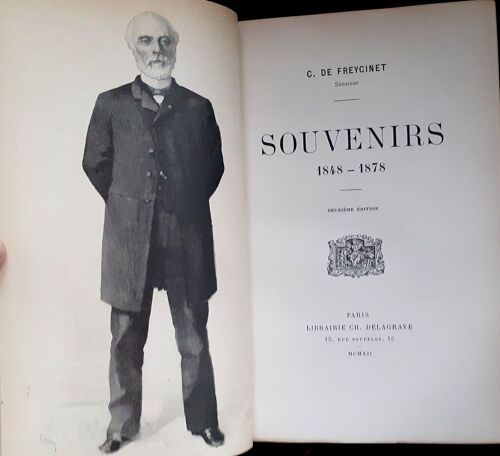 C. DE FREYCINET
Sénateur
SOUVENIRS
1848 – 1878
DEUXIÈME ÉDITION
PARIS
LIBRAIRIE CH. DELAGRAVE
15, RUE SOUFFLOT, 15
MCMXII